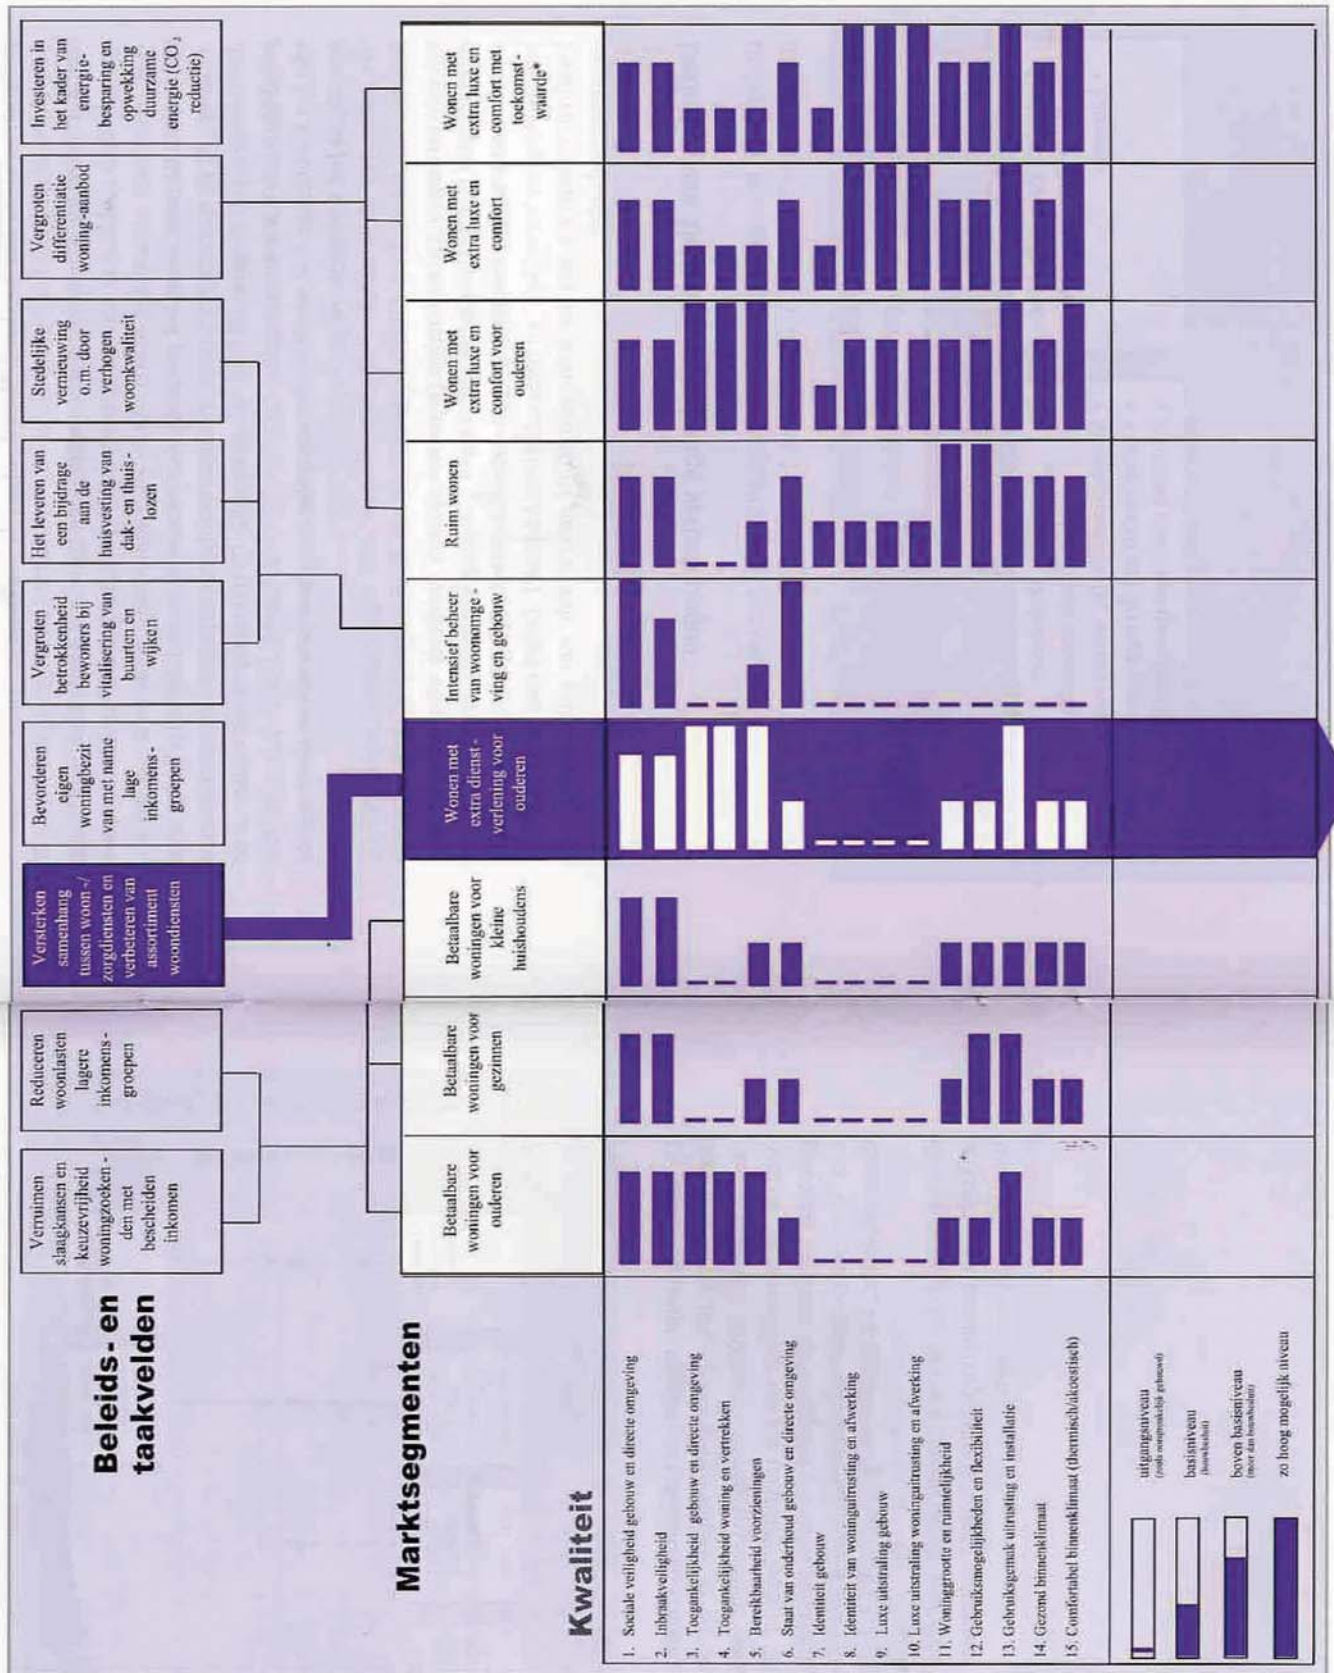 Beleids- en
taakvelden
Verruimen
slaagkansen en
keuzevrijheid
woningzoeken -
den met
bescheiden
inkomen
Reduceren
woonlasten
lagere
inkomens -
groepen
Versterken
samenhang
tussen woon -/
zorgdiensten en
verbeteren van
assortiment
woondiensten
Bevorderen
eigen
woningbezit
van met name
lage
inkomens -
groepen
Vergroten
betrokkenheid
bewoners bij
vitalisering van
buurten en
wijken
Het leveren van
een bijdrage
aan de
huisvesting van
dak- en thuis -
lozen
Stedelijke
vernieuwing
o.m. door
verhogen
woonkwaliteit
Vergroten
differentiatie
woning-aanbod
Investeren in
het kader van
energie-
besparing en
opwekking
duurzame
energie (CO2
reductie)
Marktsegmenten
Betaalbare
woningen voor
ouderen
Betaalbare
woningen voor
gezinnen
Betaalbare
woningen voor
kleine
huishoudens
Wonen met
extra dienst -
verlening voor
ouderen
Intensief beheer
van woonomge -
ving en gebouw
Ruim wonen
Wonen met
extra luxe en
comfort voor
ouderen
Wonen met
extra luxe en
comfort
Wonen met
extra luxe en
comfort met
toekomst -
waarde*
Kwaliteit
1. Sociale veiligheid gebouw en directe omgeving
2. Inbraakveiligheid
3. Toegankelijkheid gebouw en directe omgeving
4. Toegankelijkheid woning en vertrekken
5. Bereikbaarheid voorzieningen
6. Staat van onderhoud gebouw en directe omgeving
7. Identiteit gebouw
8. Identiteit van woninguitrusting en afwerking
9. Luxe uitstraling gebouw
10. Luxe uitstraling woninguitrusting en afwerking
11. Woninggrootte en ruimtelijkheid
12. Gebruiksmogelijkheden en flexibiliteit
13. Gebruiksgemak uitrusting en installatie
14. Gezond binnenklimaat
15. Comfortabel binnenklimaat (thermisch/akoestisch)
uitgangsniveau
(zoals oorspronkelijk gebouwd)
basisniveau
(bouwbesluit)
boven basisniveau
(meer dan bouwbesluit)
zo hoog mogelijk niveau